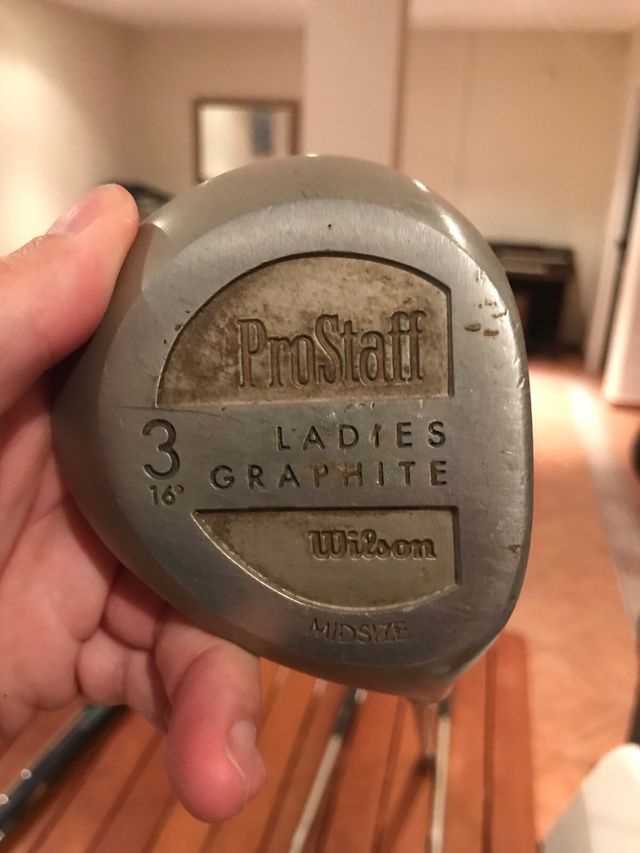 ProStaff
3
LADIES
16°
GRAPHITE
Wilson
MIDSIZE